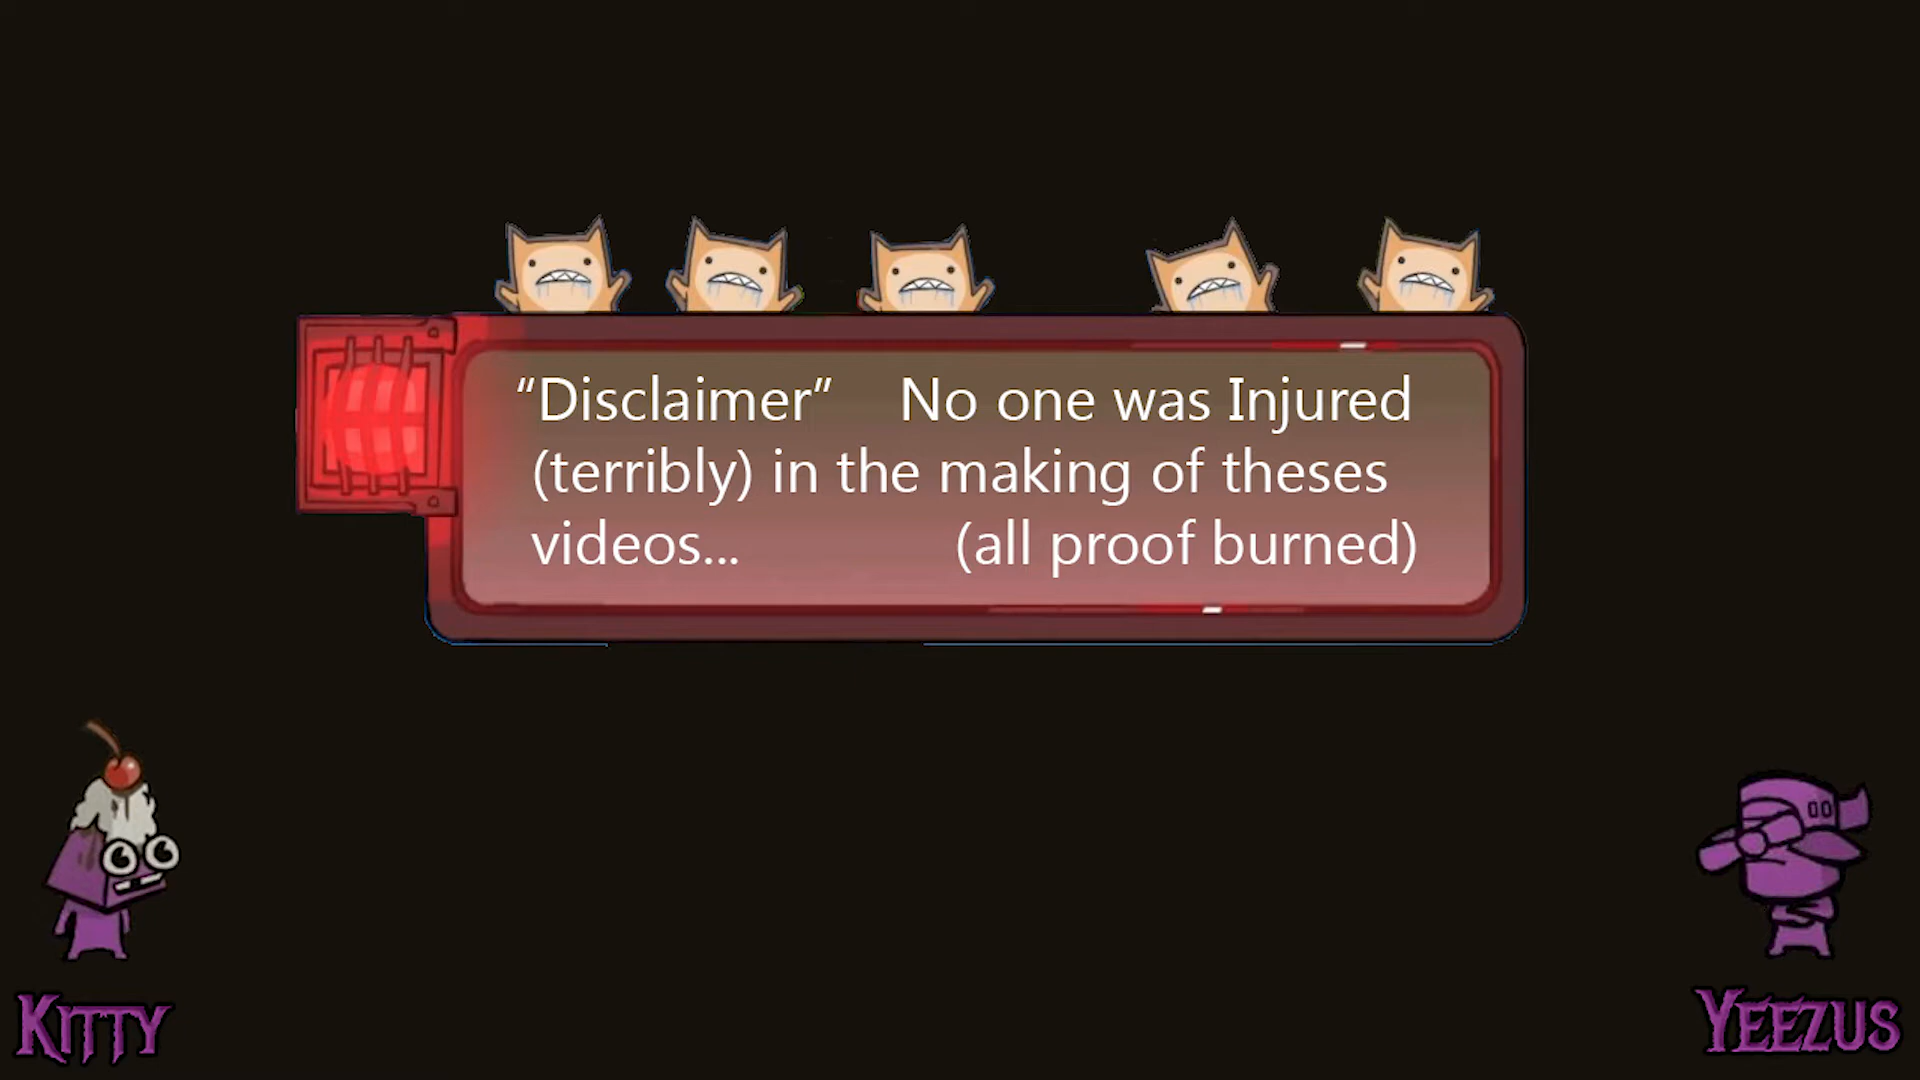 “Disclaimer” No one was Injured
(terribly) in the making of theses
videos... (all proof burned)
Kitty
Yeezus